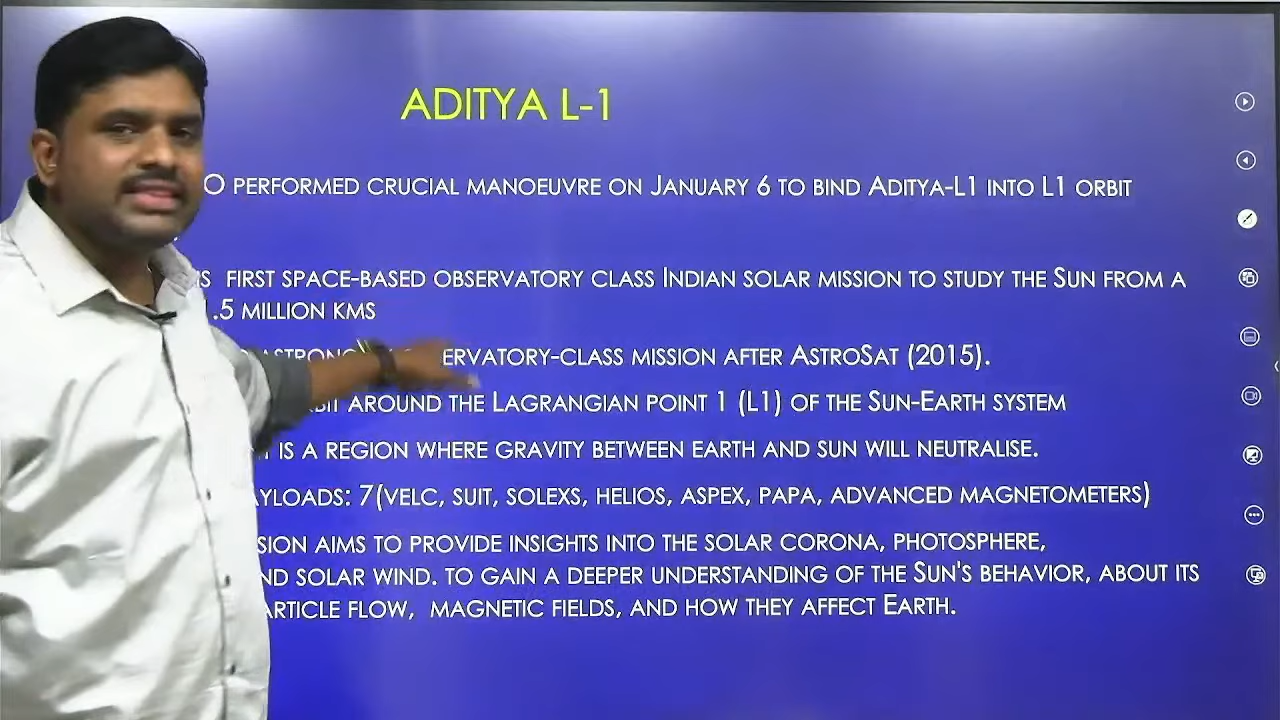 ADITYA L-1
O PERFORMED CRUCIAL MANOEUVRE ON JANUARY 6 TO BIND ADITYA-L1 INTO L1 ORBIT
IS FIRST SPACE-BASED OBSERVATORY CLASS INDIAN SOLAR MISSION TO STUDY THE SUN FROM A
1.5 MILLION KMS
ERVATORY-CLASS MISSION AFTER ASTROSAT (2015).
AROUND THE LAGRANGIAN POINT 1 (L1) OF THE SUN-EARTH SYSTEM
IS A REGION WHERE GRAVITY BETWEEN EARTH AND SUN WILL NEUTRALISE.
AYLOADS: 7(VELC, SUIT, SOLEXS, HELIOS, ASPEX, PAPA, ADVANCED MAGNETOMETERS)
SION AIMS TO PROVIDE INSIGHTS INTO THE SOLAR CORONA, PHOTOSPHERE,
ND SOLAR WIND. TO GAIN A DEEPER UNDERSTANDING OF THE SUN'S BEHAVIOR, ABOUT ITS
ARTICLE FLOW, MAGNETIC FIELDS, AND HOW THEY AFFECT EARTH.